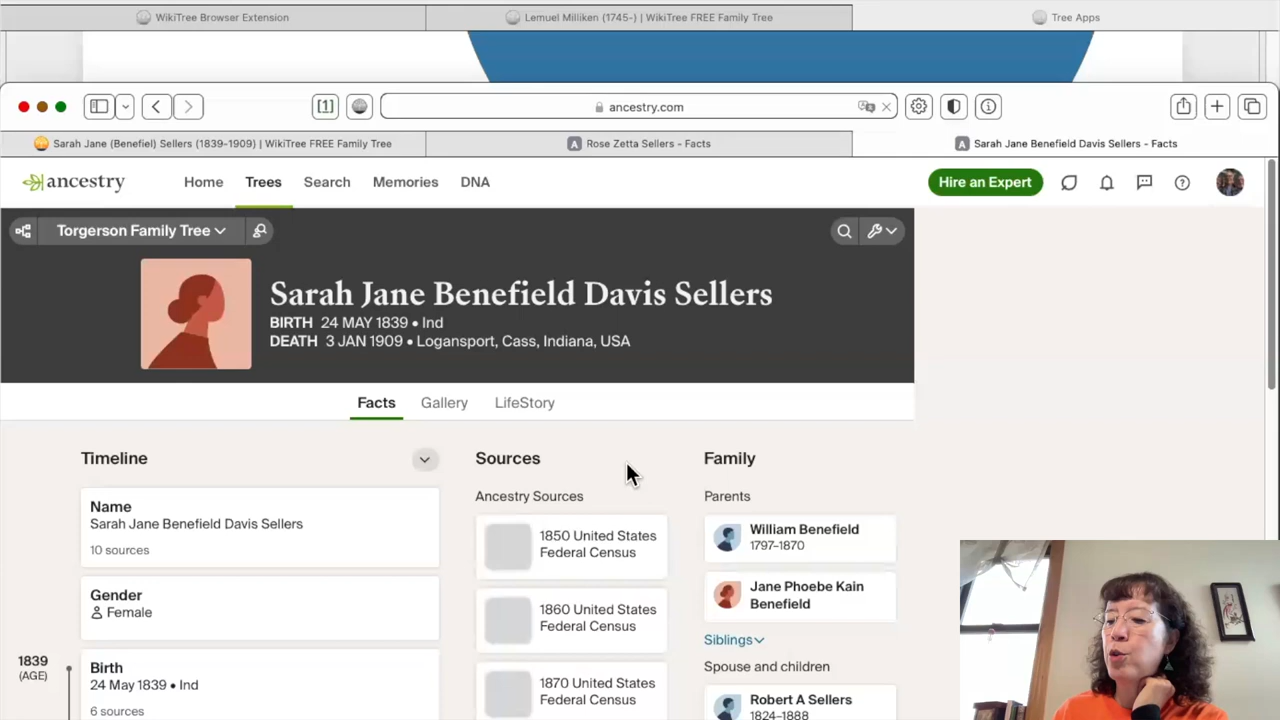 WikiTree Browser Extension
Lemuel Milliken (1745-) | WikiTree FREE Family Tree
Tree Apps
[1]
ancestry.com
Sarah Jane (Benefiel) Sellers (1839-1909) | WikiTree FREE Family Tree
A Rose Zetta Sellers - Facts
A Sarah Jane Benefield Davis Sellers - Facts
ancestry
Home
Trees
Search
Memories
DNA
Hire an Expert
Torgerson Family Tree
Sarah Jane Benefield Davis Sellers
BIRTH 24 MAY 1839 • Ind
DEATH 3 JAN 1909 • Logansport, Cass, Indiana, USA
Facts
Gallery
LifeStory
Timeline
Name
Sarah Jane Benefield Davis Sellers
10 sources
Gender
Female
1839
(AGE)
Birth
24 May 1839 • Ind
6 sources
Sources
Ancestry Sources
1850 United States
Federal Census
1860 United States
Federal Census
1870 United States
Federal Census
Family
Parents
William Benefield
1797–1870
Jane Phoebe Kain
Benefield
Siblings
Spouse and children
Robert A Sellers
1824–1888